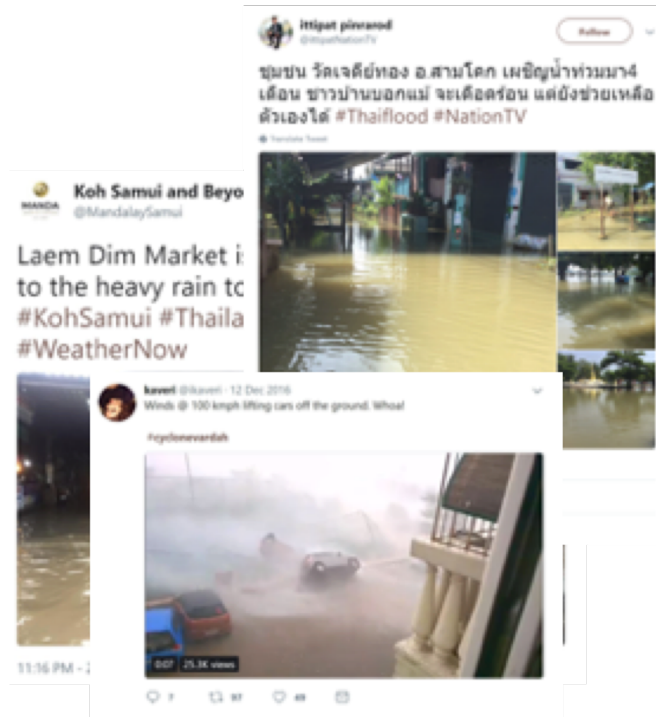 ittipat pinrarod
@IttipatNationTV
Follow
ชุมชน วัดเจดีย์ทอง อ.สามโคก เผชิญน้ำท่วมมา4
เดือน ชาวบ้านบอกแม้ จะเดือดร้อน แต่ยังช่วยเหลือ
ตัวเองได้ #Thaiflood #NationTV
Translate Tweet
Koh Samui and Beyo
@MandalaySamui
Laem Dim Market i
to the heavy rain to
#KohSamui #Thaila
#WeatherNow
11:16 PM -
kaveri @ikaveri · 12 Dec 2016
Winds @ 100 kmph lifting cars off the ground. Whoa!
#cyclonevardah
0:07 25.3K views
7 97 49